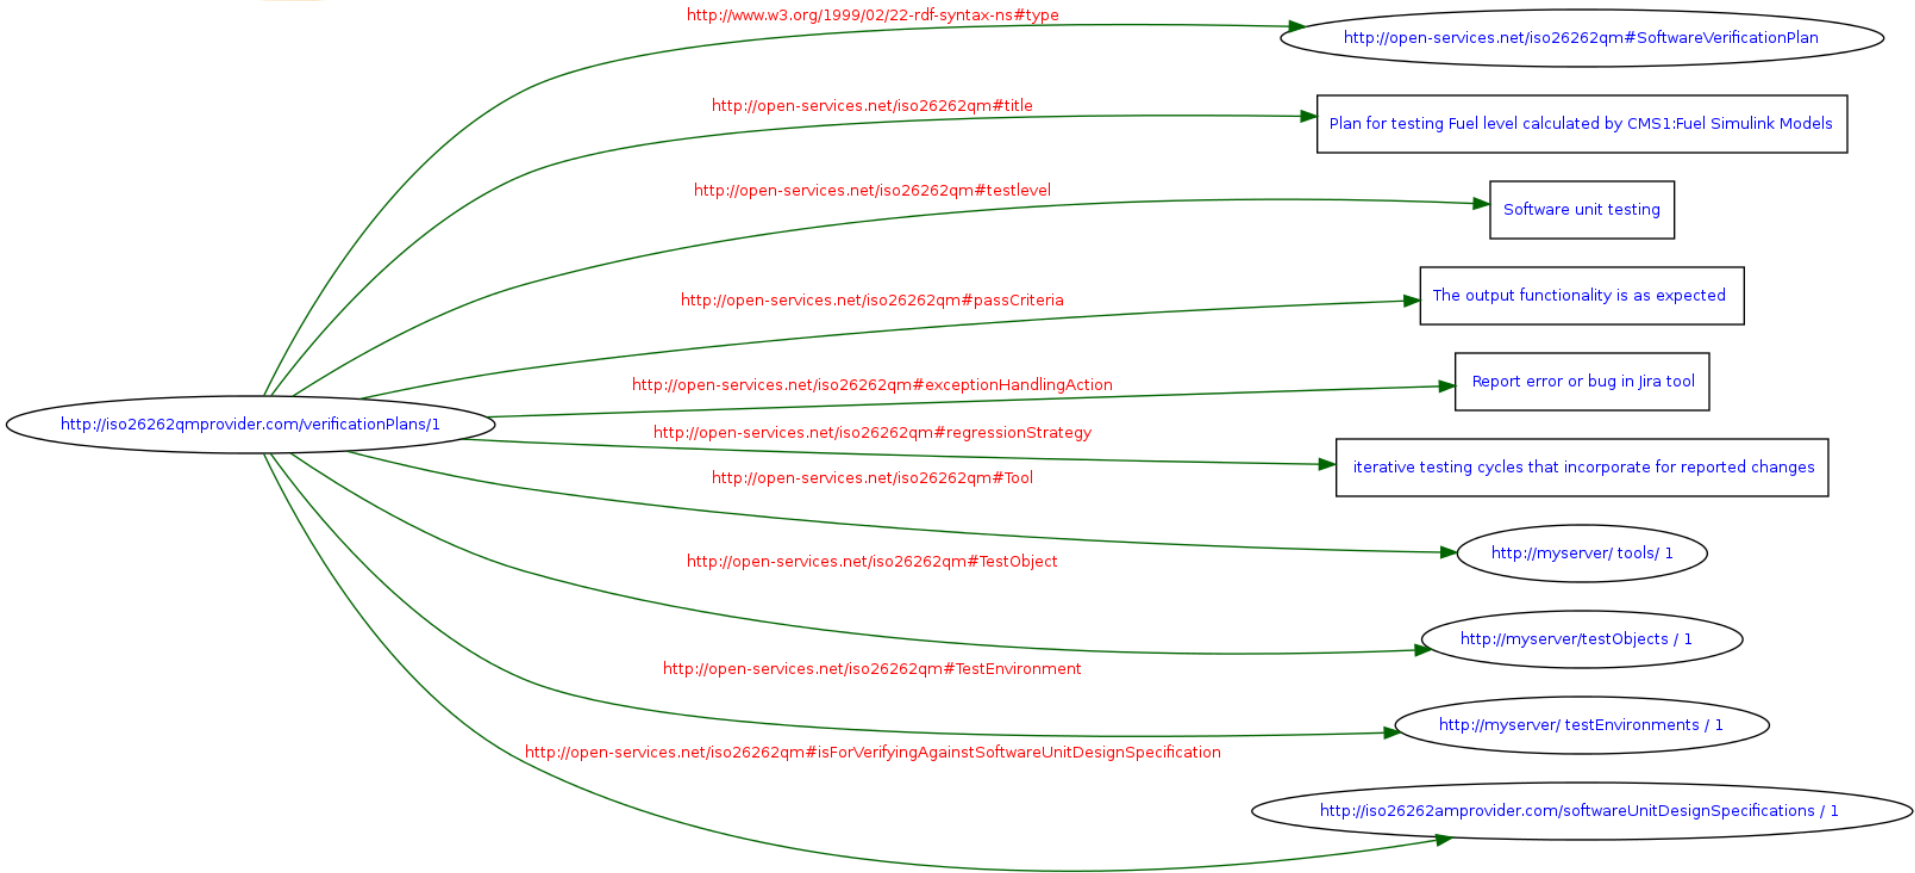 http://www.w3.org/1999/02/22-rdf-syntax-ns#type
http://open-services.net/iso26262qm#SoftwareVerificationPlan
http://open-services.net/iso26262qm#title
Plan for testing Fuel level calculated by CMS1:Fuel Simulink Models
http://open-services.net/iso26262qm#testlevel
Software unit testing
http://open-services.net/iso26262qm#passCriteria
The output functionality is as expected
http://open-services.net/iso26262qm#exceptionHandlingAction
Report error or bug in Jira tool
http://iso26262qmprovider.com/verificationPlans/1
http://open-services.net/iso26262qm#regressionStrategy
iterative testing cycles that incorporate for reported changes
http://open-services.net/iso26262qm#Tool
http://myserver/ tools/ 1
http://open-services.net/iso26262qm#TestObject
http://myserver/testObjects / 1
http://open-services.net/iso26262qm#TestEnvironment
http://myserver/ testEnvironments / 1
http://open-services.net/iso26262qm#isForVerifyingAgainstSoftwareUnitDesignSpecification
http://iso26262amprovider.com/softwareUnitDesignSpecifications / 1